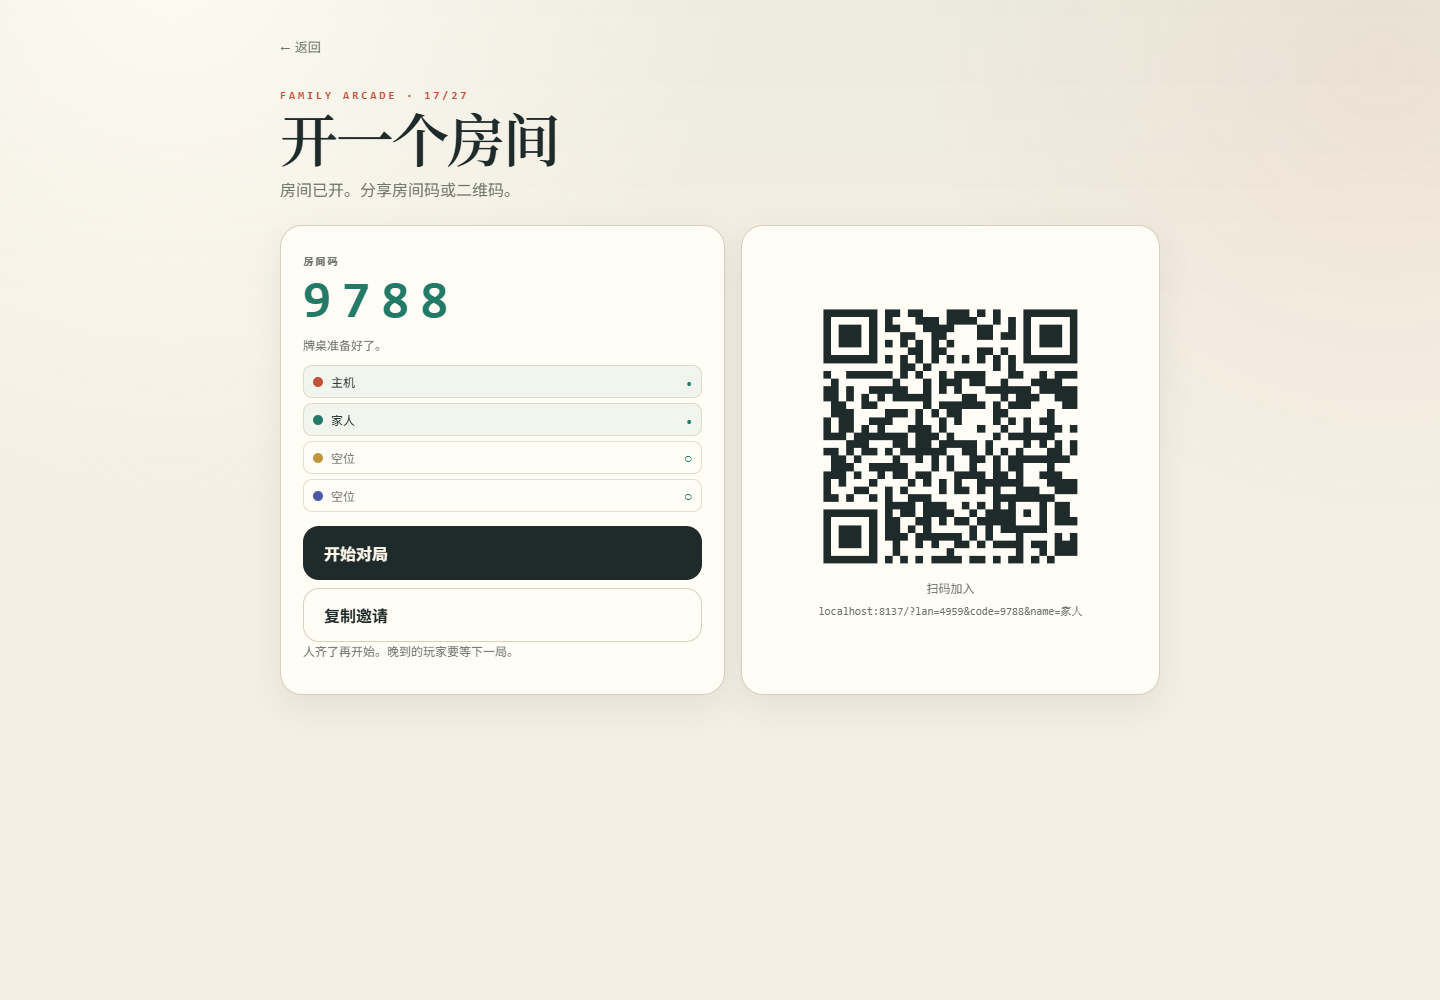 ← 返回
FAMILY ARCADE · 17/27
开一个房间
房间已开。分享房间码或二维码。
房间码
9788
牌桌准备好了。
主机
家人
空位
空位
开始对局
复制邀请
人齐了再开始。晚到的玩家要等下一局。
扫码加入
localhost:8137/?lan=4959&code=9788&name=家人